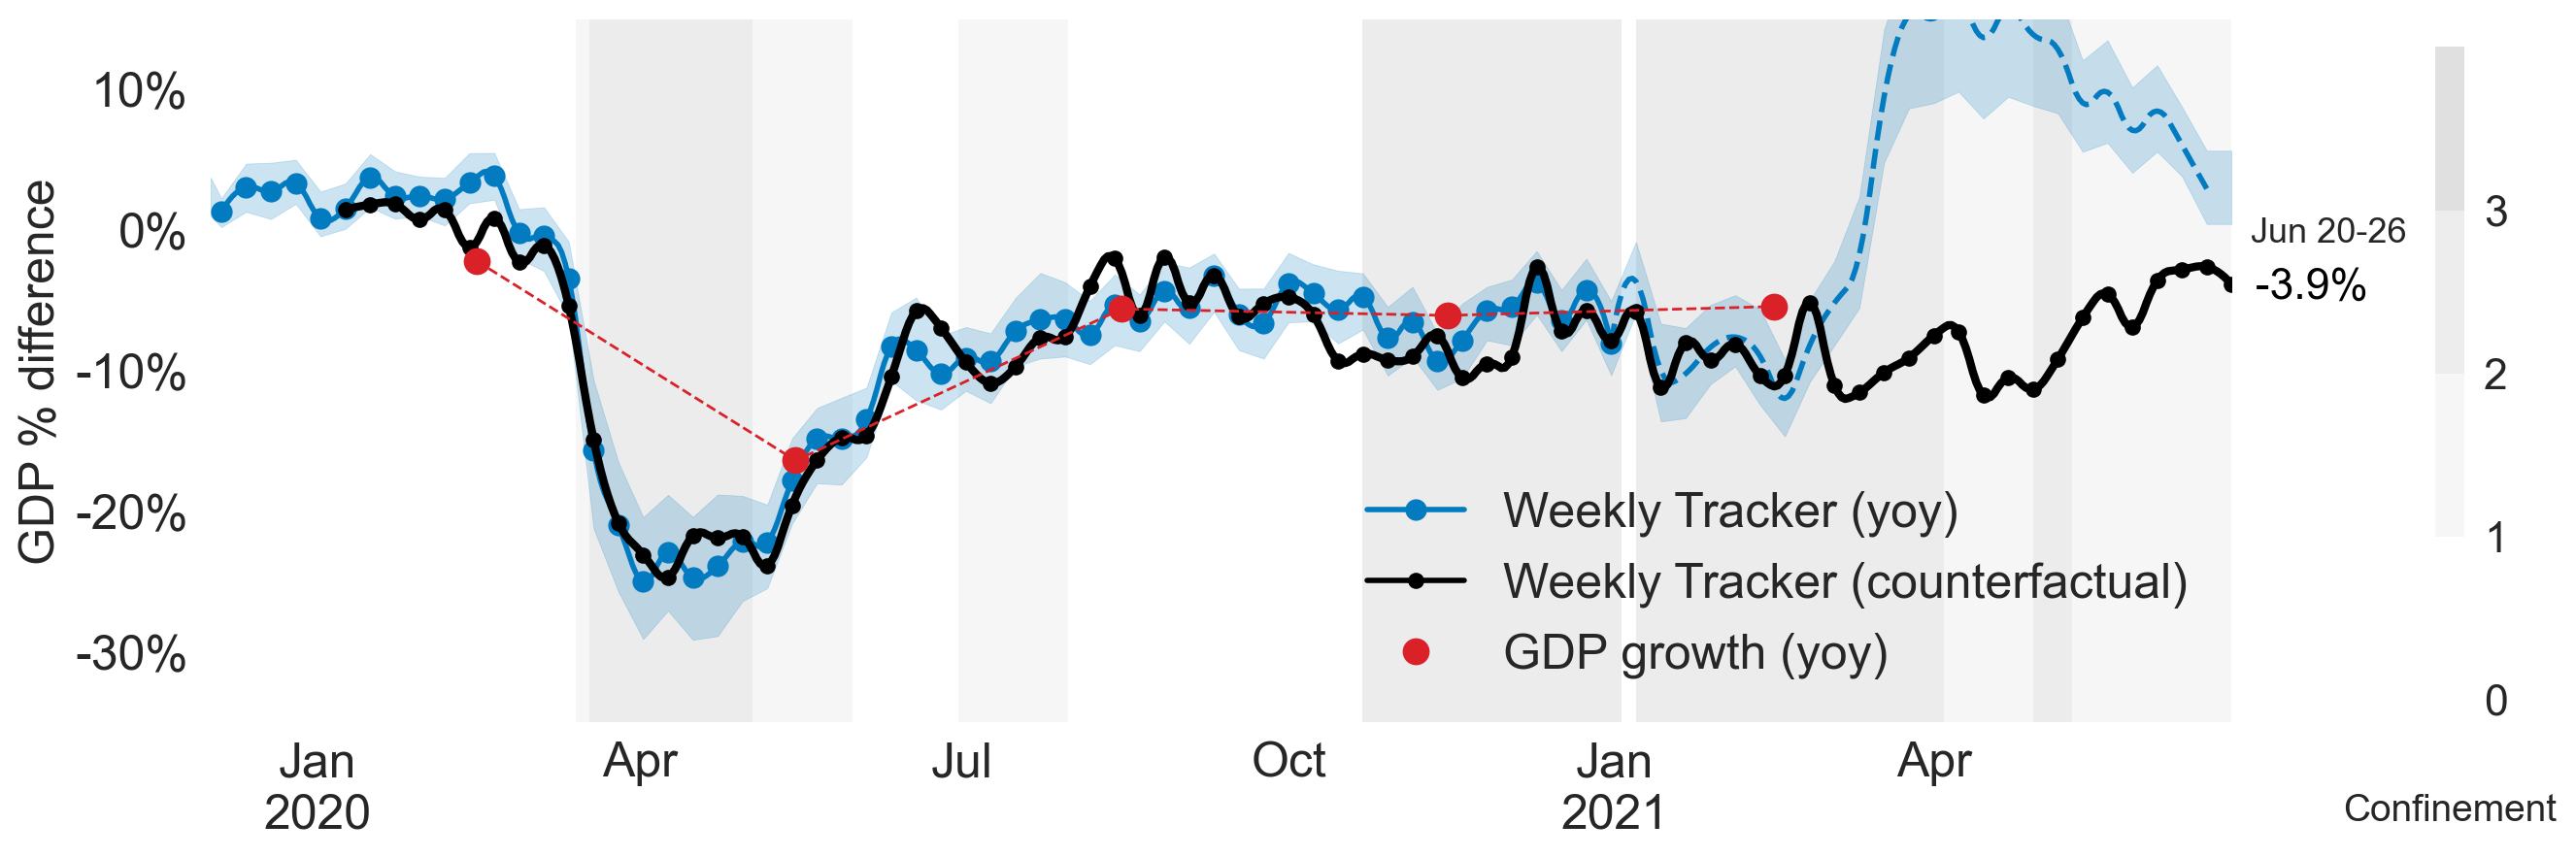 GDP % difference
10%
0%
-10%
-20%
-30%
Jan
2020
Apr
Jul
Oct
Jan
2021
Apr
Weekly Tracker (yoy)
Weekly Tracker (counterfactual)
GDP growth (yoy)
Jun 20-26
-3.9%
3
2
1
0
Confinement